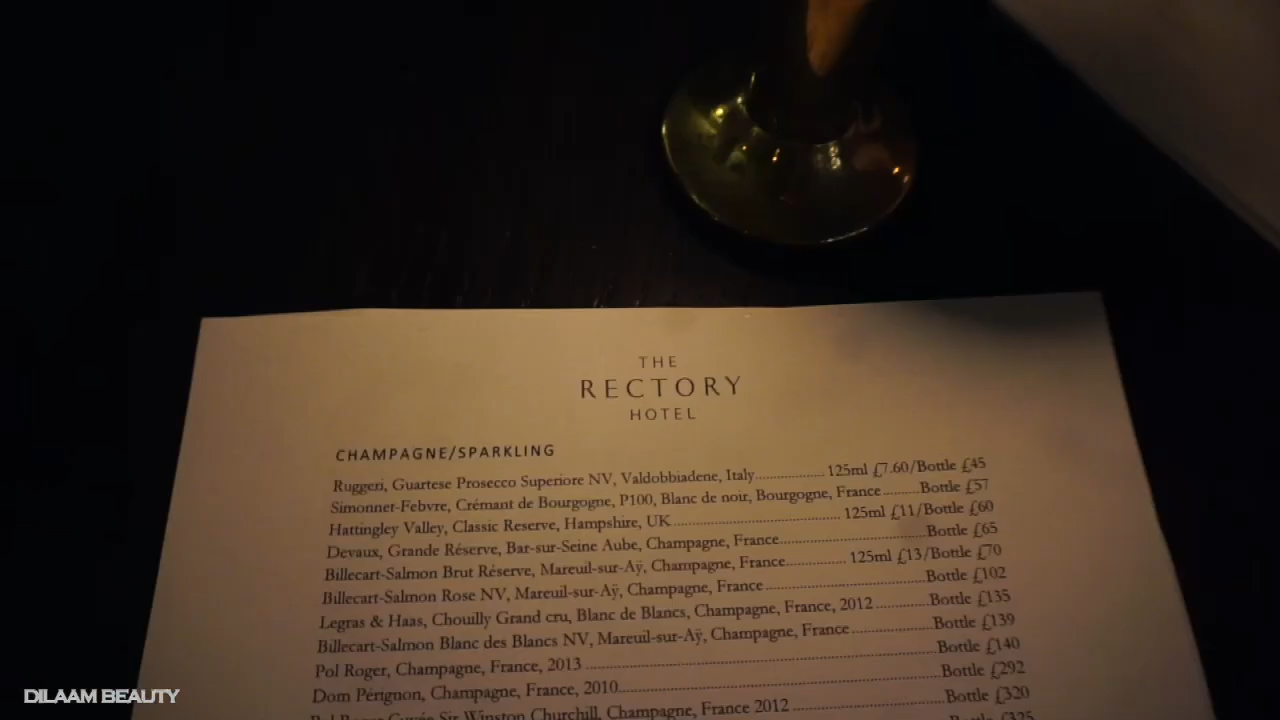 THE
RECTORY
HOTEL
CHAMPAGNE/SPARKLING
Ruggeri, Guartese Prosecco Superiore NV, Valdobbiadene, Italy.................... 125ml £7.60/Bottle £45
Simonnet-Febvre, Crémant de Bourgogne, P100, Blanc de noir, Bourgogne, France ..........Bottle £57
Hattingley Valley, Classic Reserve, Hampshire, UK.................................................. 125ml £11/Bottle £60
Devaux, Grande Réserve, Bar-sur-Seine Aube, Champagne, France...........................................Bottle £65
Billecart-Salmon Brut Réserve, Mareuil-sur-Aÿ, Champagne, France.................. 125ml £13/Bottle £70
Billecart-Salmon Rose NV, Mareuil-sur-Aÿ, Champagne, France................................................Bottle £102
Legras & Haas, Chouilly Grand cru, Blanc de Blancs, Champagne, France, 2012 ................Bottle £135
Billecart-Salmon Blanc des Blancs NV, Mareuil-sur-Aÿ, Champagne, France........................Bottle £139
Pol Roger, Champagne, France, 2013 ....................................................................................Bottle £140
Dom Pérignon, Champagne, France, 2010..............................................................................Bottle £292
Pol Roger Cuvée Sir Winston Churchill, Champagne, France 2012 ......................................Bottle £320
DILAAM BEAUTY